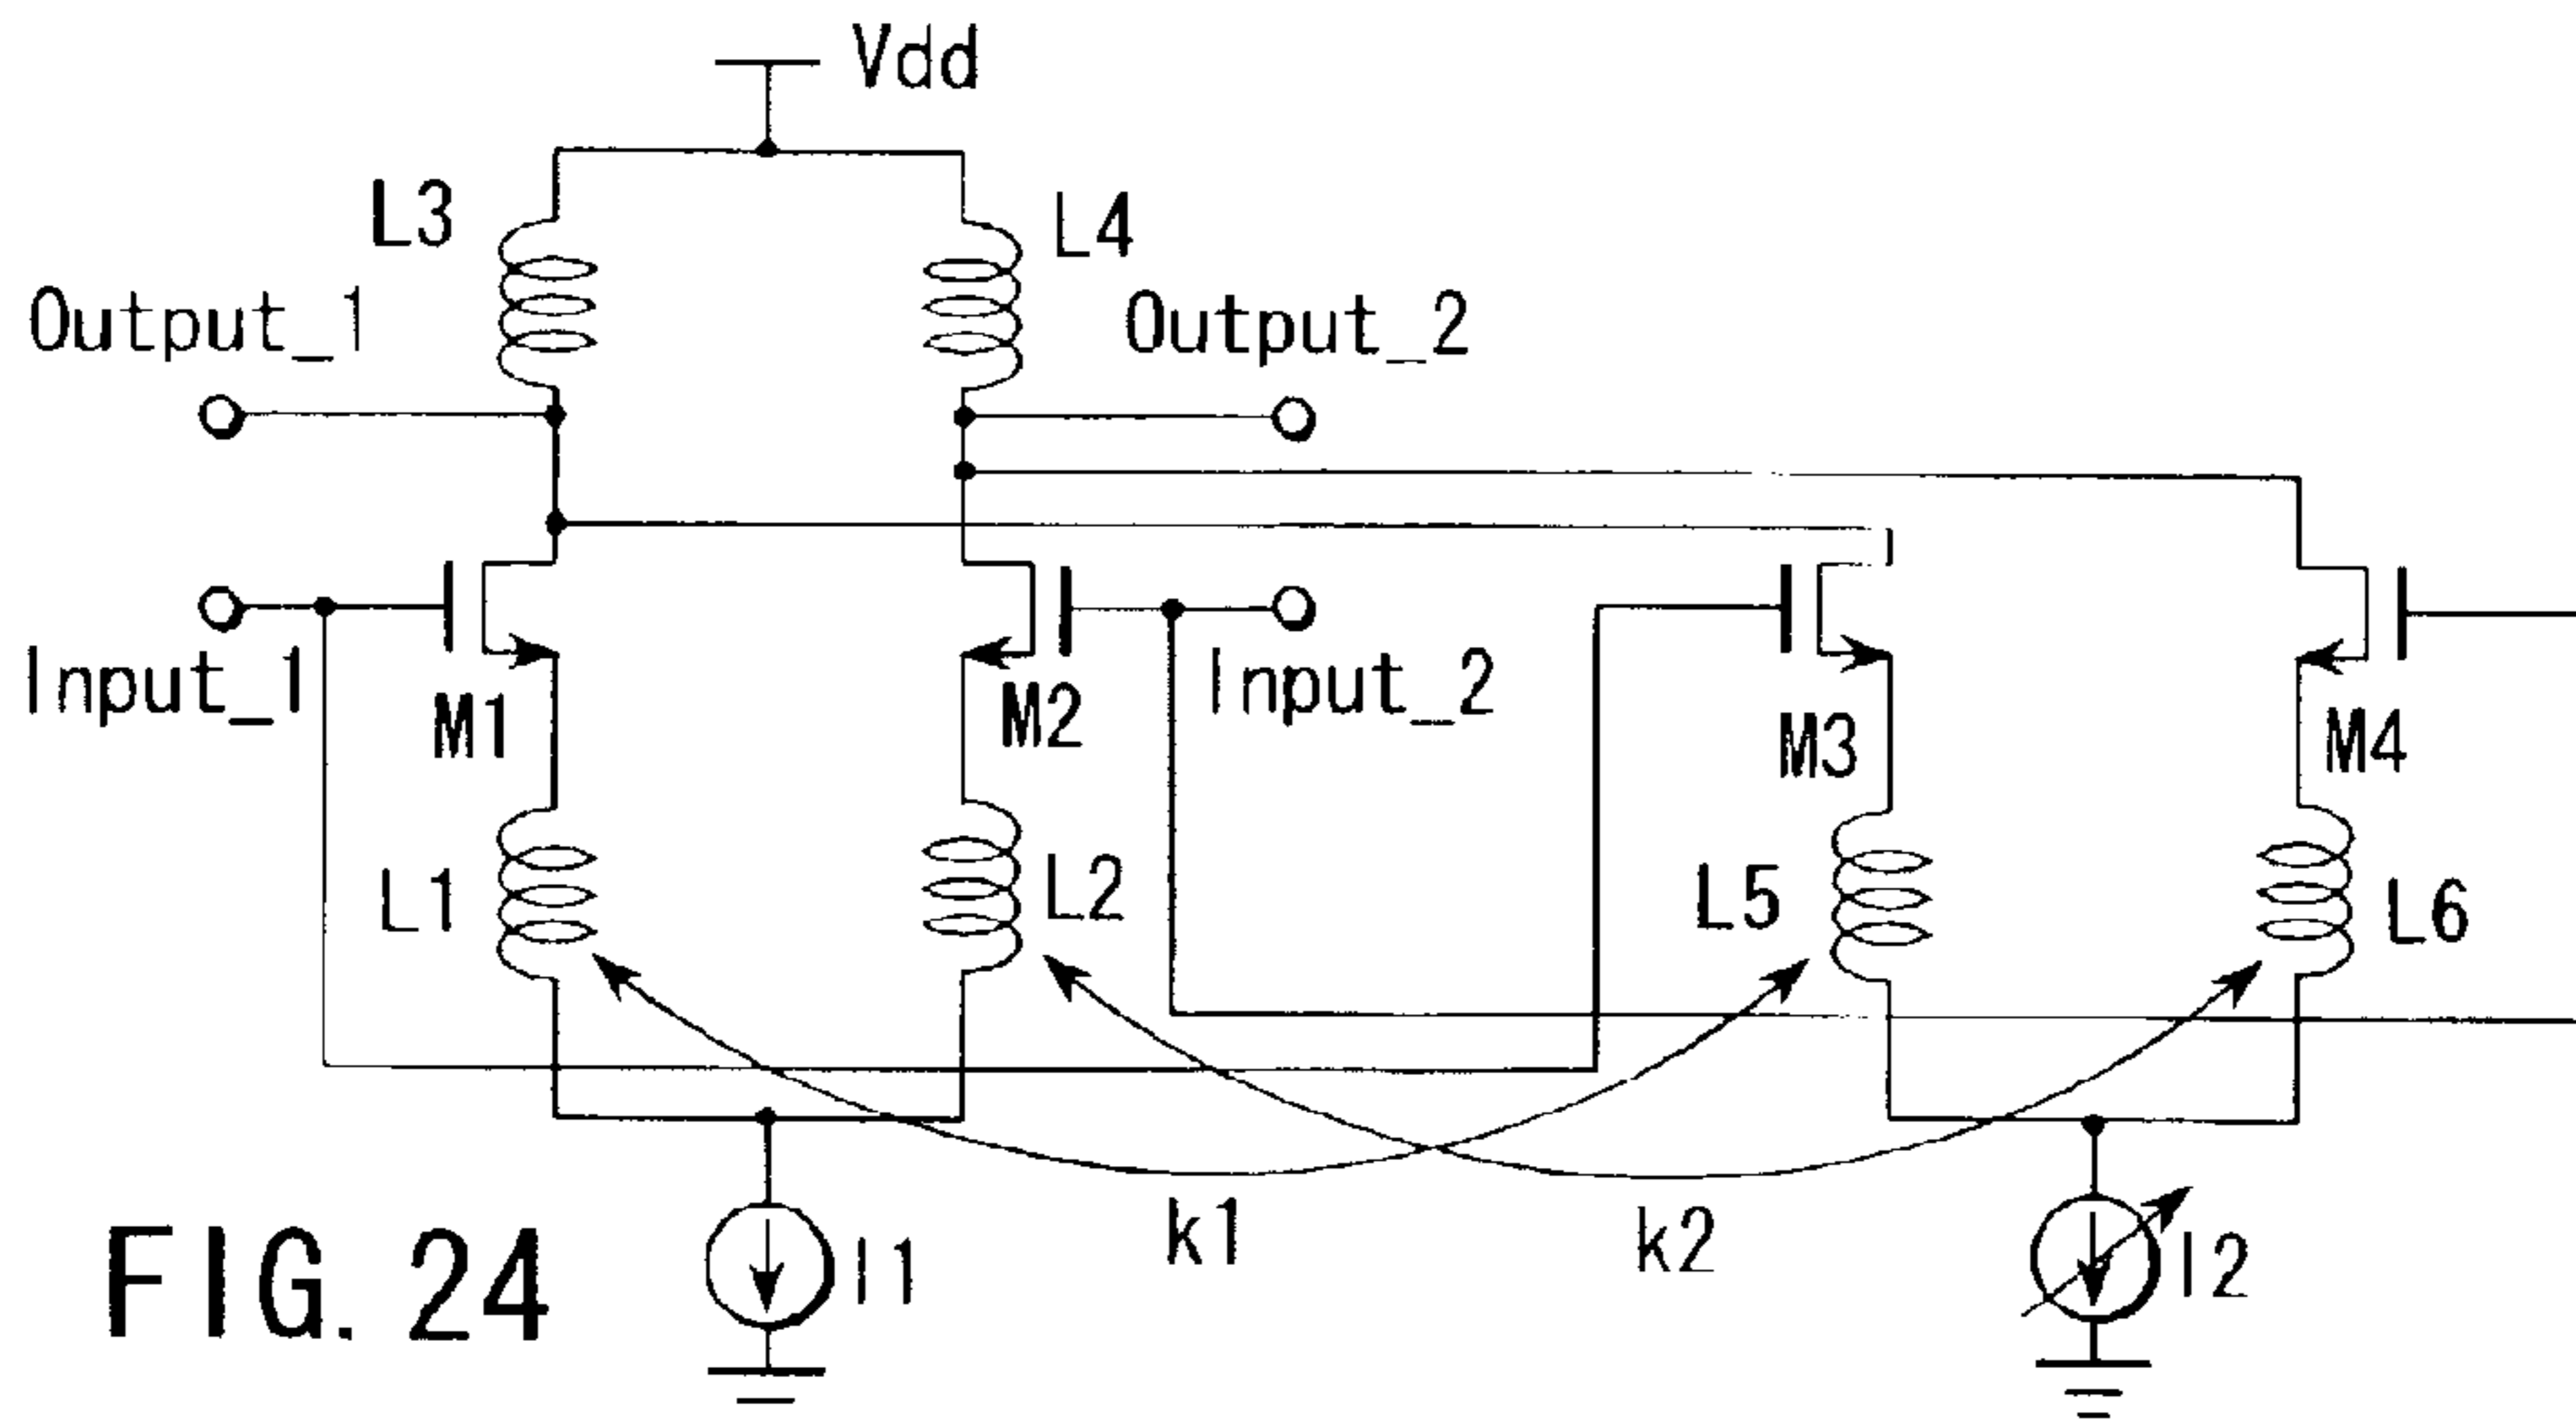 Vdd
L3
L4
Output_1
Output_2
Input_1
M1
M2
Input_2
M3
M4
L1
L2
L5
L6
k1
k2
I1
I2
FIG. 24